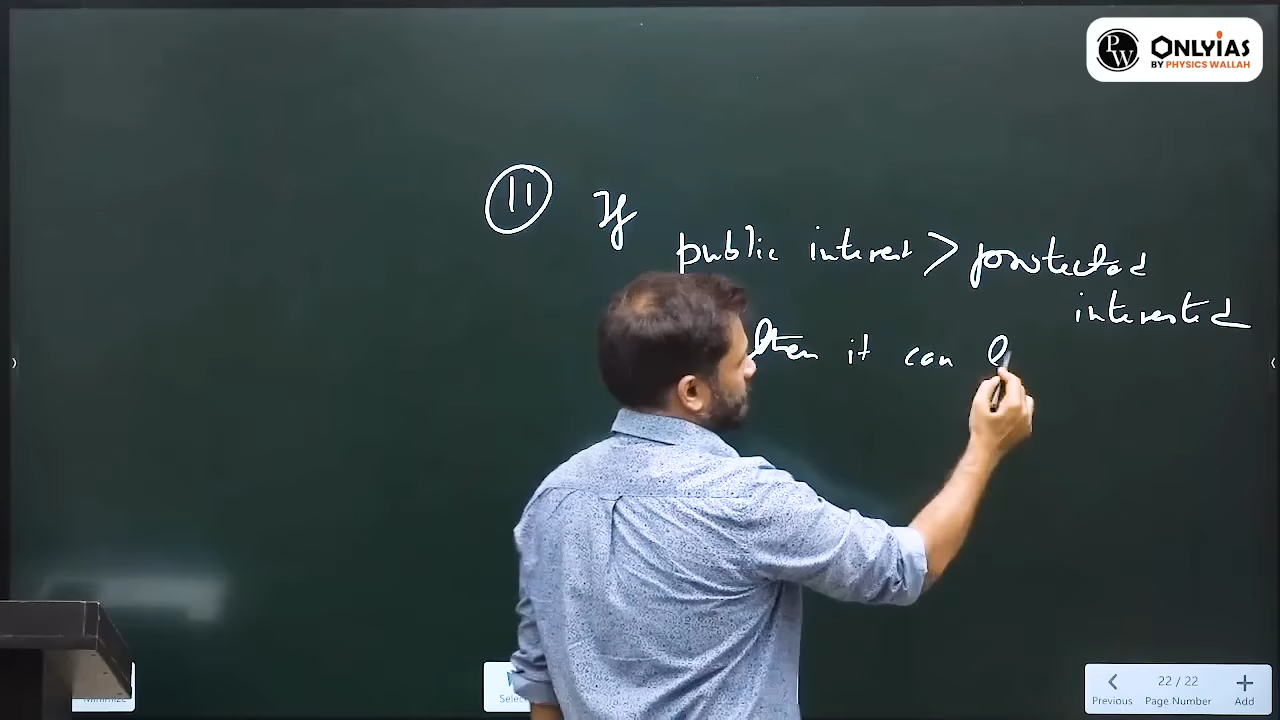 PW ONLYIAS
BY PHYSICS WALLAH
11 If
public interest > protected
interested
then it can
Previous
22 / 22
Page Number
Add